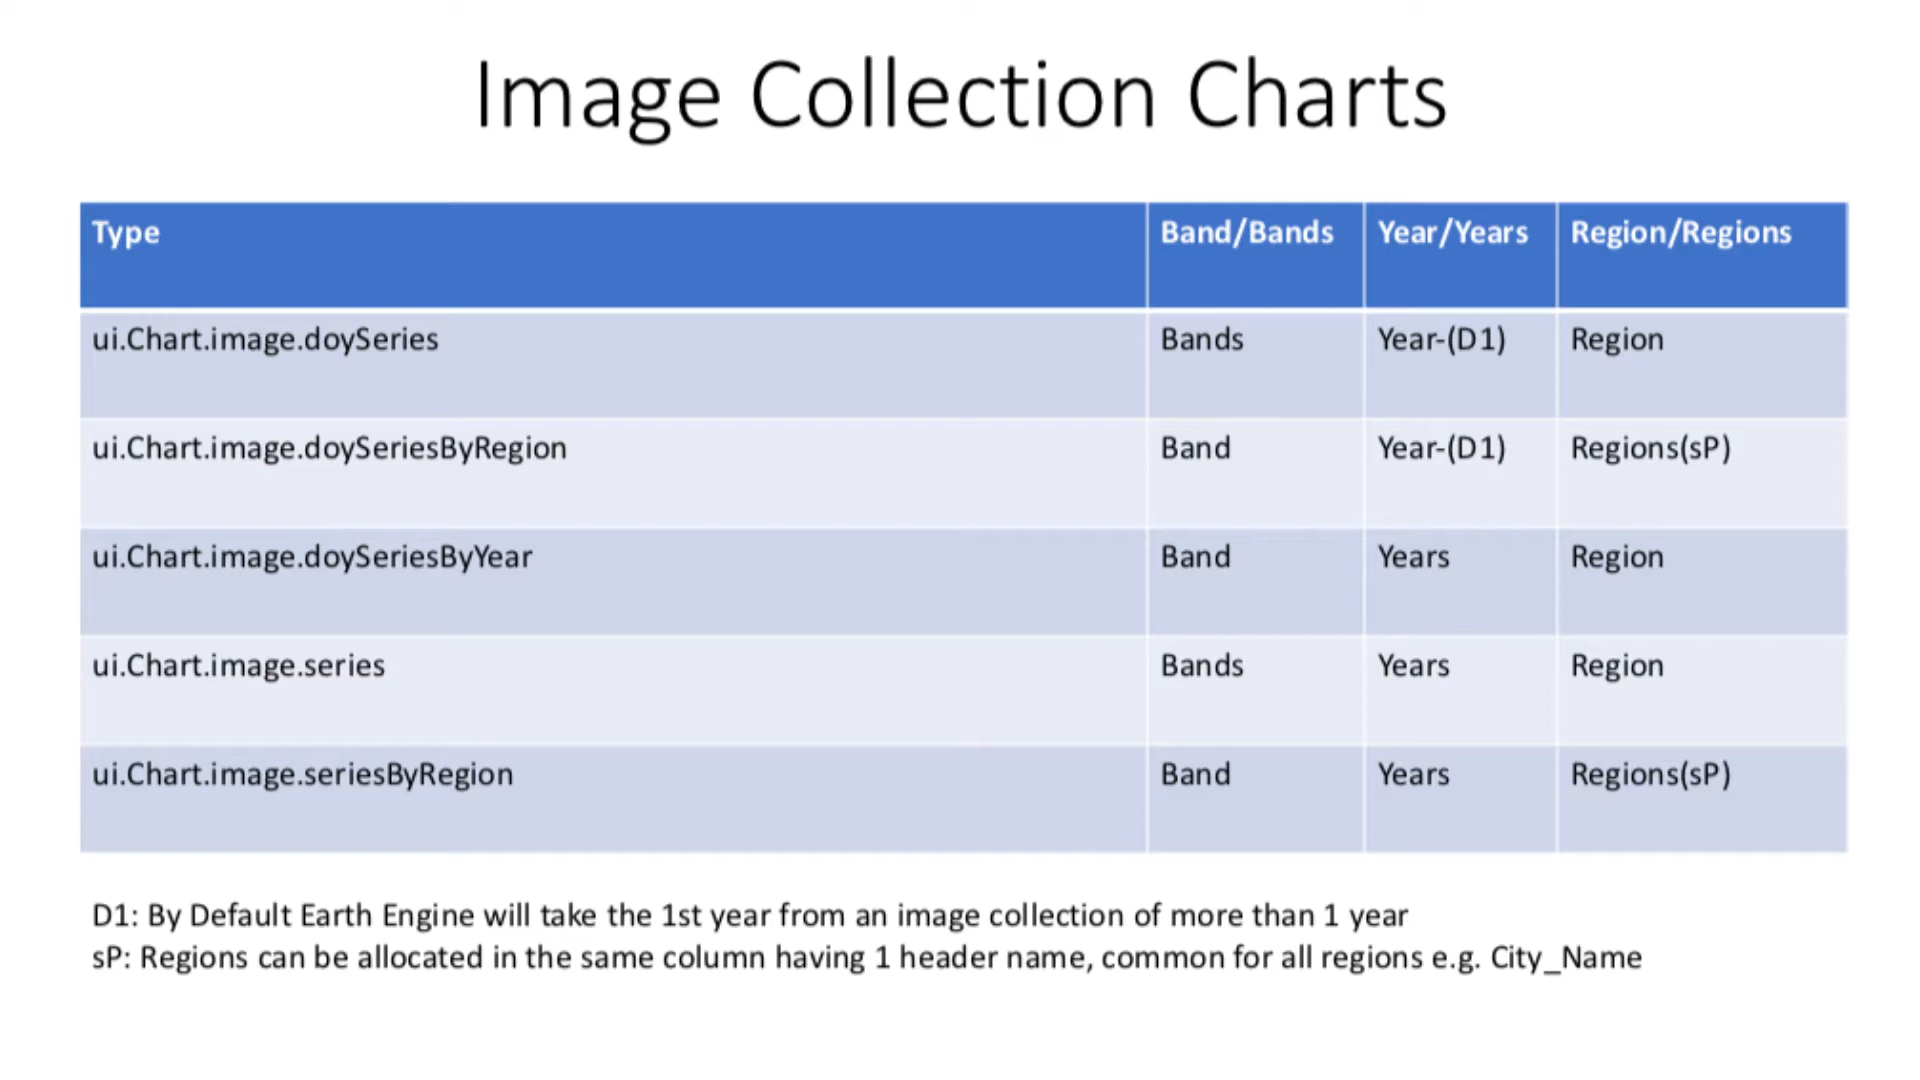 Image Collection Charts
Type Band/Bands Year/Years Region/Regions
ui.Chart.image.doySeries Bands Year-(D1) Region
ui.Chart.image.doySeriesByRegion Band Year-(D1) Regions(sP)
ui.Chart.image.doySeriesByYear Band Years Region
ui.Chart.image.series Bands Years Region
ui.Chart.image.seriesByRegion Band Years Regions(sP)
D1: By Default Earth Engine will take the 1st year from an image collection of more than 1 year
sP: Regions can be allocated in the same column having 1 header name, common for all regions e.g. City_Name